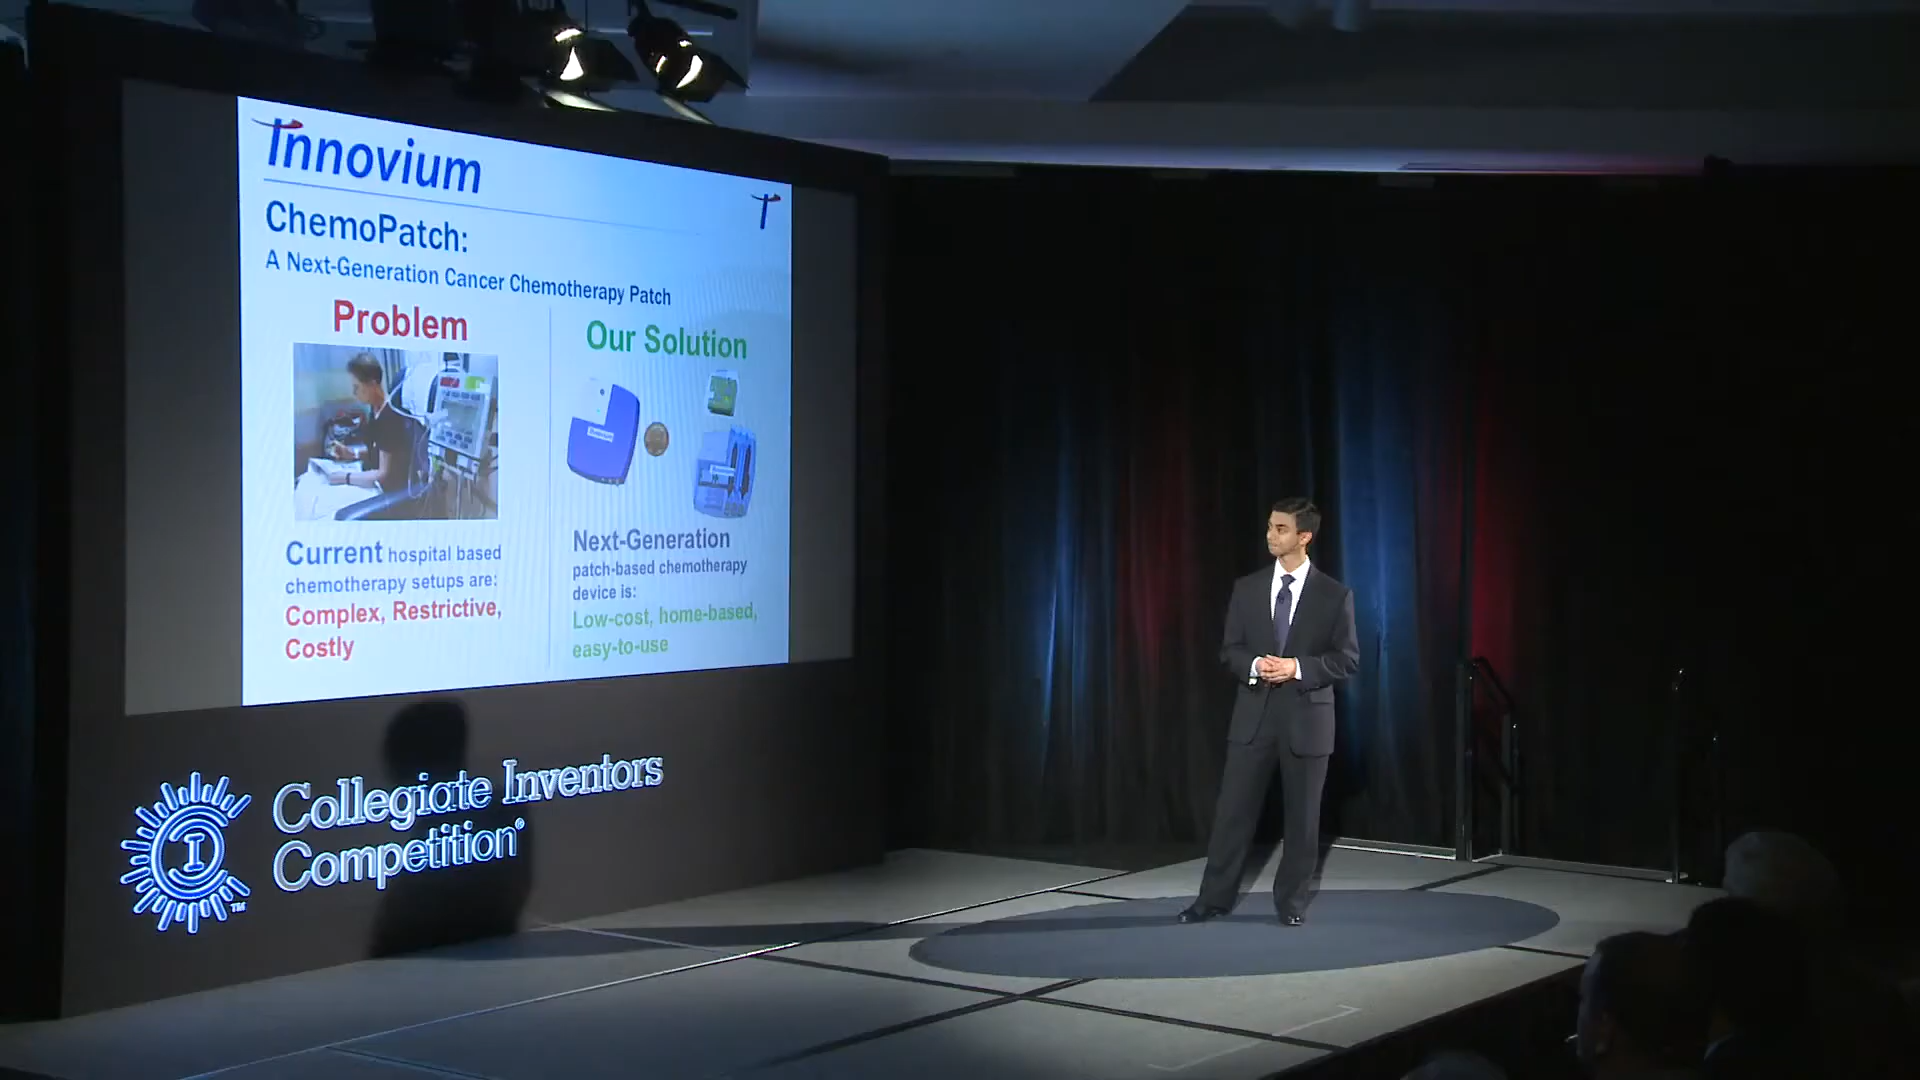 Innovium
ChemoPatch:
A Next-Generation Cancer Chemotherapy Patch
Problem
Our Solution
Current hospital based
chemotherapy setups are:
Complex, Restrictive,
Costly
Next-Generation
patch-based chemotherapy
device is:
Low-cost, home-based,
easy-to-use
Collegiate Inventors
Competition®
I
TM